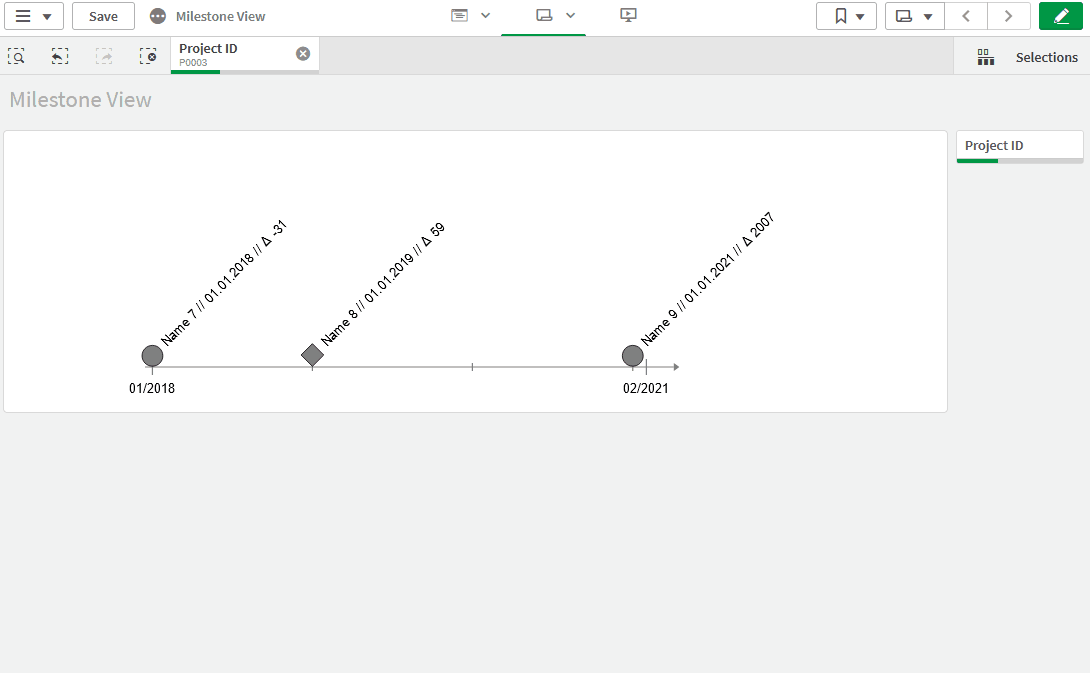 Save
Milestone View
Project ID
P0003
Selections
Milestone View
Project ID
Name 7 // 01.01.2018 // Δ -31
Name 8 // 01.01.2019 // Δ 59
Name 9 // 01.01.2021 // Δ 2007
01/2018
02/2021